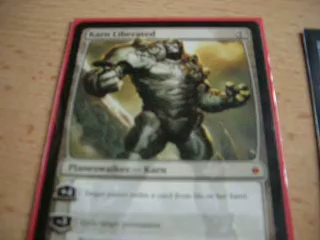 Karn Liberated
Planeswalker — Karn
Target player exiles a card from his or her hand.
Exile target permanent.